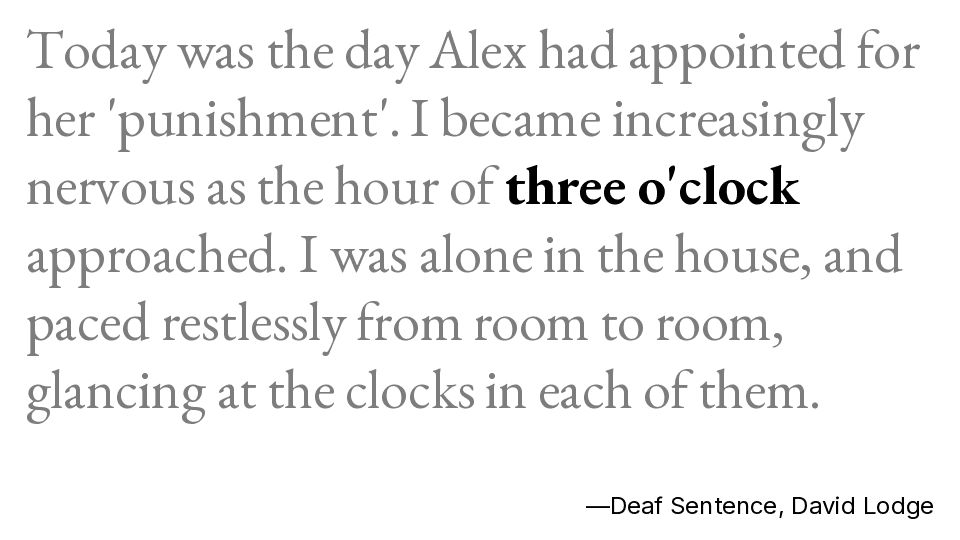 Today was the day Alex had appointed for
her 'punishment'. I became increasingly
nervous as the hour of three o'clock
approached. I was alone in the house, and
paced restlessly from room to room,
glancing at the clocks in each of them.
—Deaf Sentence, David Lodge